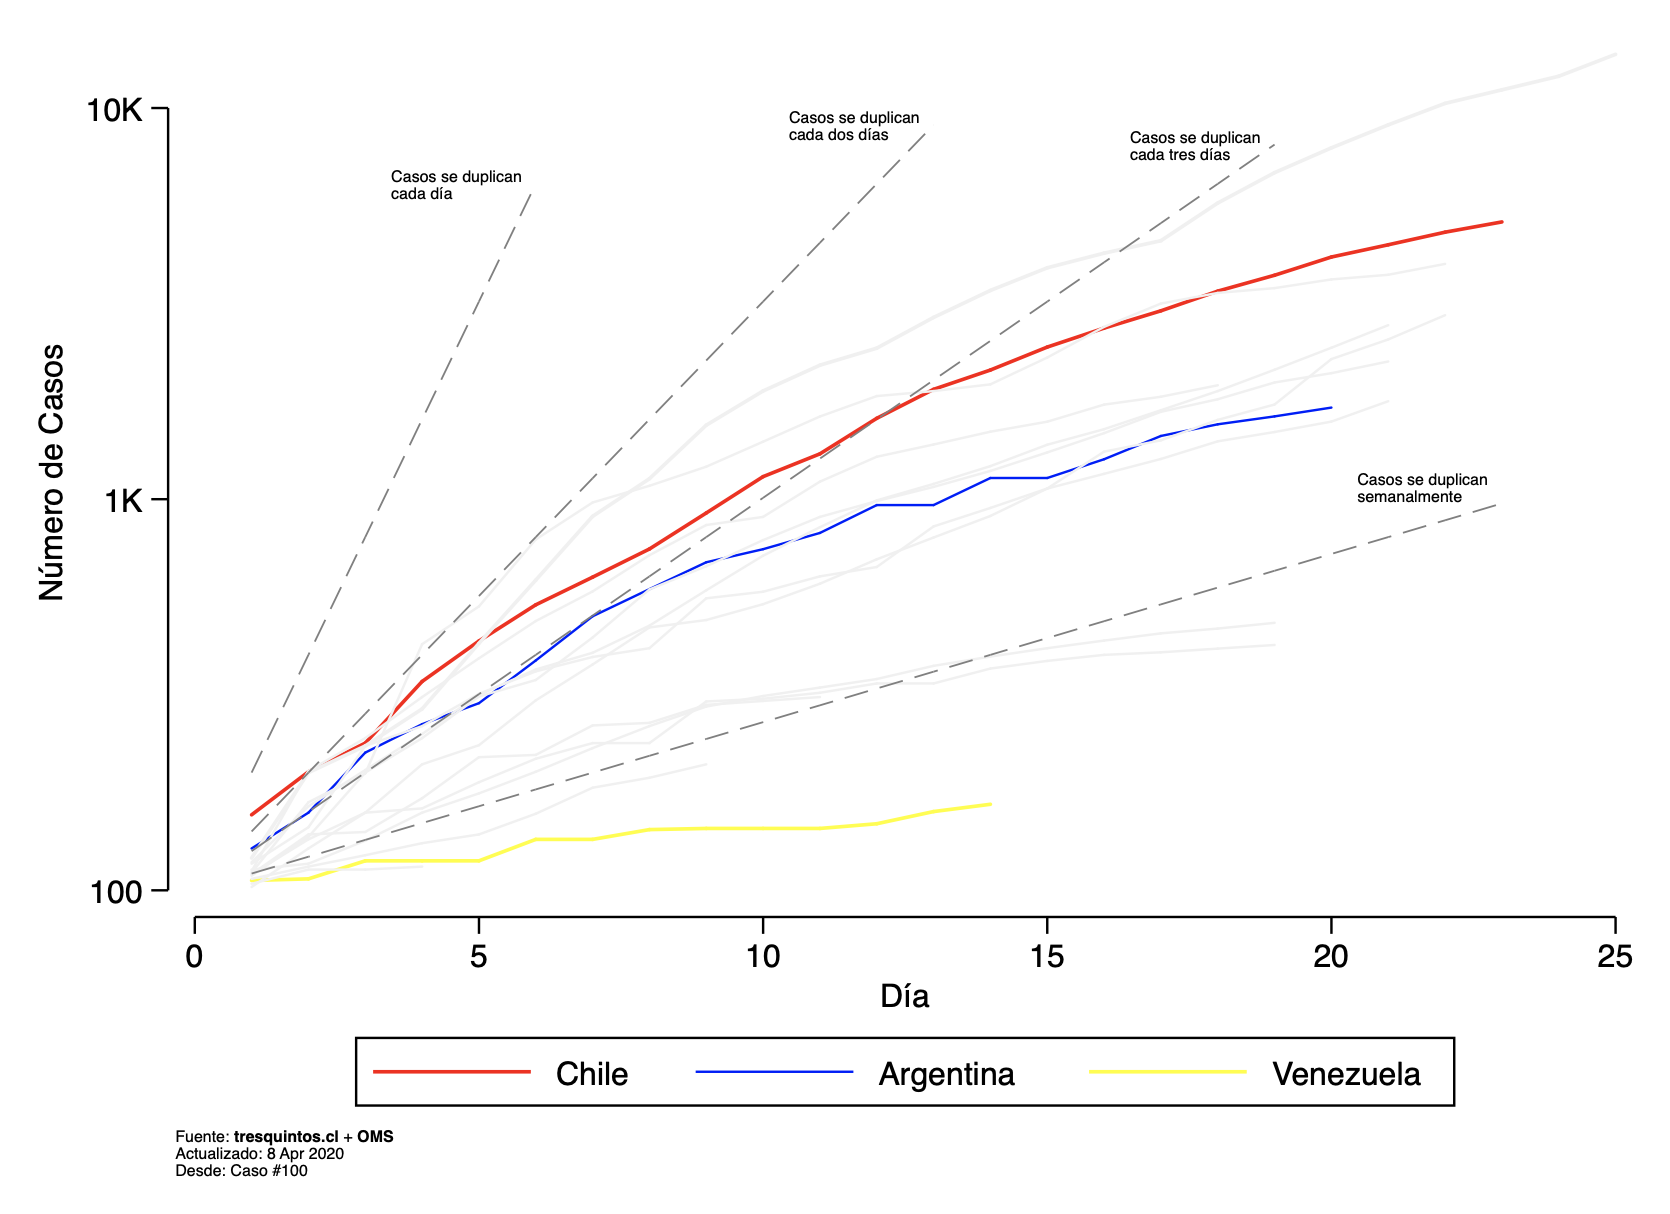 10K
1K
100
Número de Casos
Casos se duplican
cada día
Casos se duplican
cada dos días
Casos se duplican
cada tres días
Casos se duplican
semanalmente
0 5 10 15 20 25
Día
Chile Argentina Venezuela
Fuente: tresquintos.cl + OMS
Actualizado: 8 Apr 2020
Desde: Caso #100